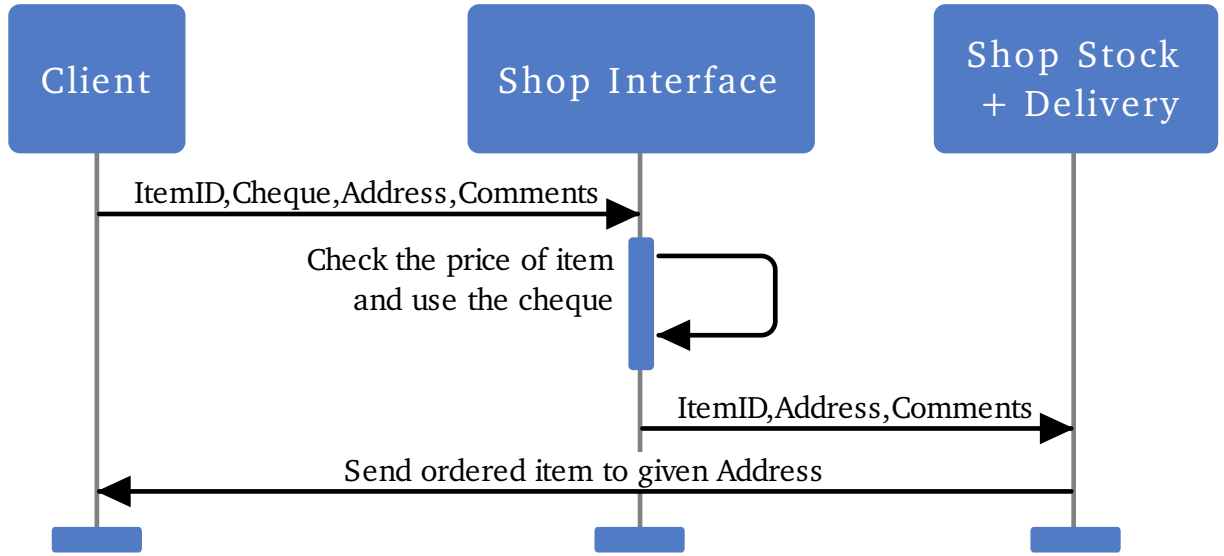 Client
Shop Interface
Shop Stock
+ Delivery
ItemID,Cheque,Address,Comments
Check the price of item
and use the cheque
ItemID,Address,Comments
Send ordered item to given Address